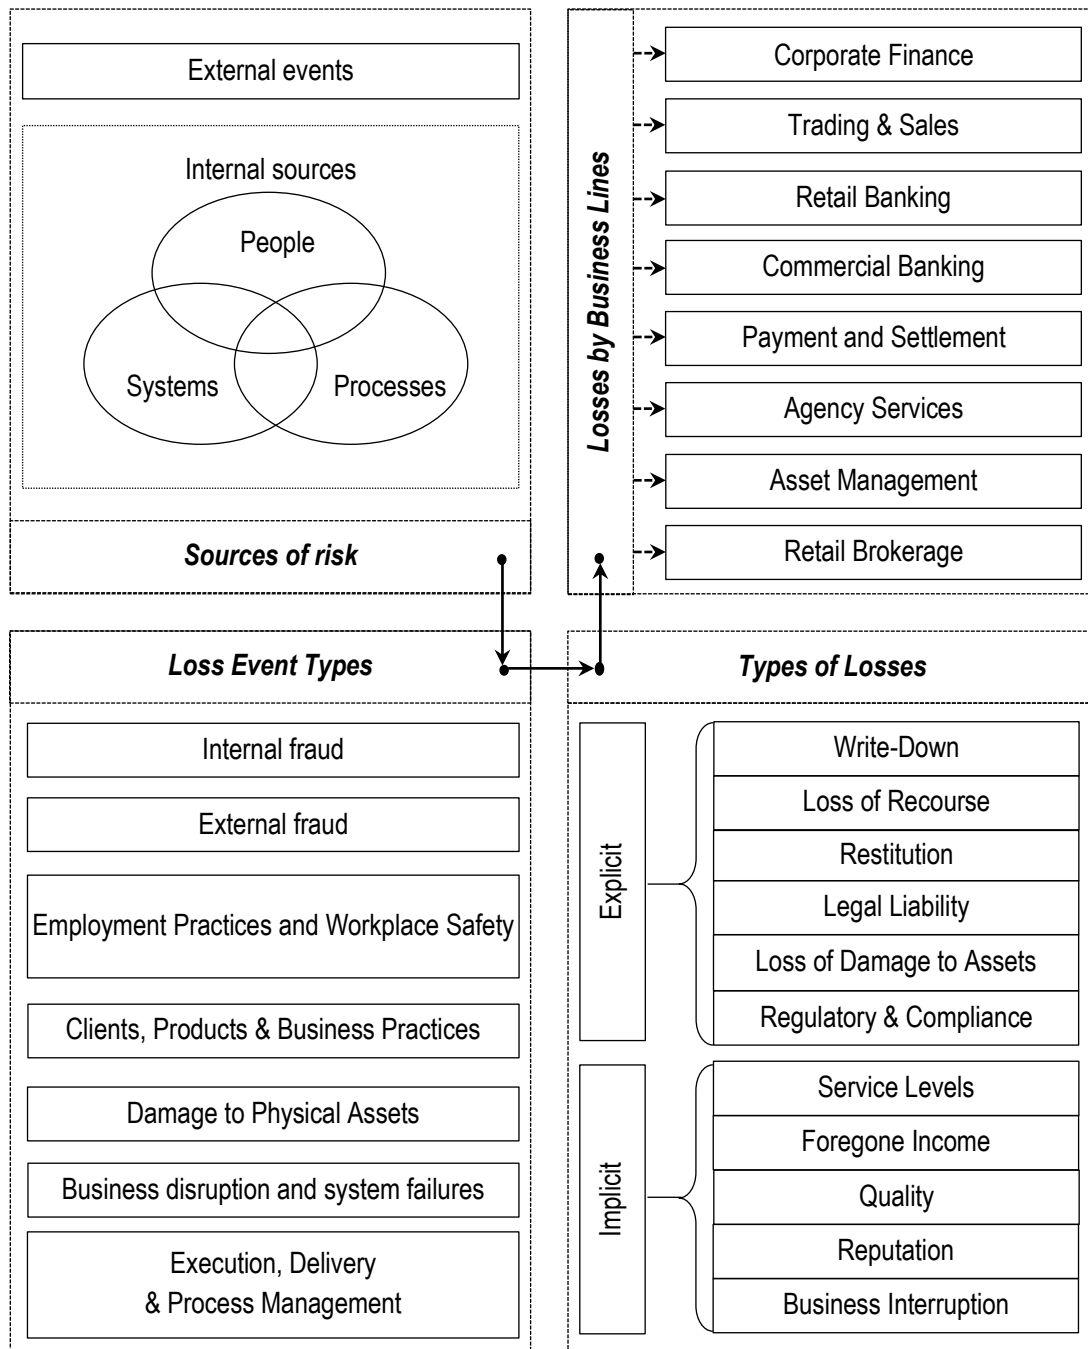 External events
Internal sources
People
Systems
Processes
Sources of risk
Losses by Business Lines
Corporate Finance
Trading & Sales
Retail Banking
Commercial Banking
Payment and Settlement
Agency Services
Asset Management
Retail Brokerage
Loss Event Types
Internal fraud
External fraud
Employment Practices and Workplace Safety
Clients, Products & Business Practices
Damage to Physical Assets
Business disruption and system failures
Execution, Delivery
& Process Management
Types of Losses
Explicit
Write-Down
Loss of Recourse
Restitution
Legal Liability
Loss of Damage to Assets
Regulatory & Compliance
Implicit
Service Levels
Foregone Income
Quality
Reputation
Business Interruption